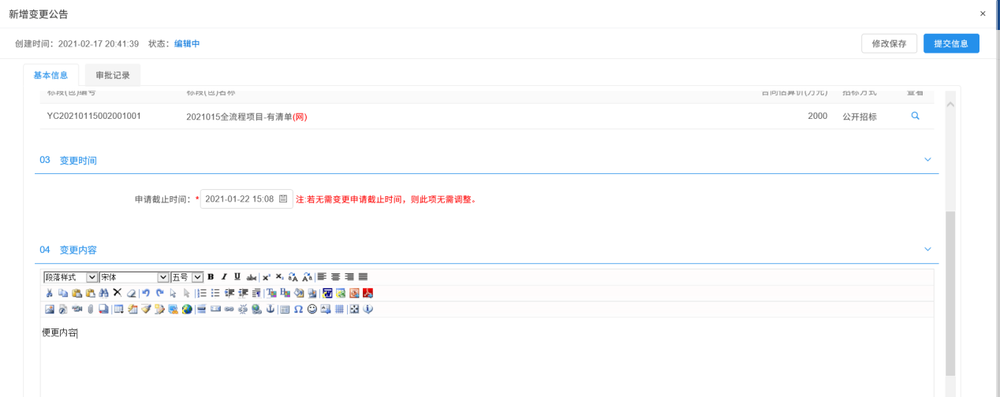 新增变更公告 ×
创建时间：2021-02-17 20:41:39 状态：编辑中 修改保存 提交信息
基本信息 审批记录
标段(包)编号 标段(包)名称 合同估算价(万元) 招标方式 查看
YC20210115002001001 2021015全流程项目-有清单(网) 2000 公开招标
03 变更时间
申请截止时间：* 2021-01-22 15:08 注:若无需变更申请截止时间，则此项无需调整。
04 变更内容
段落样式 宋体 五号
便更内容